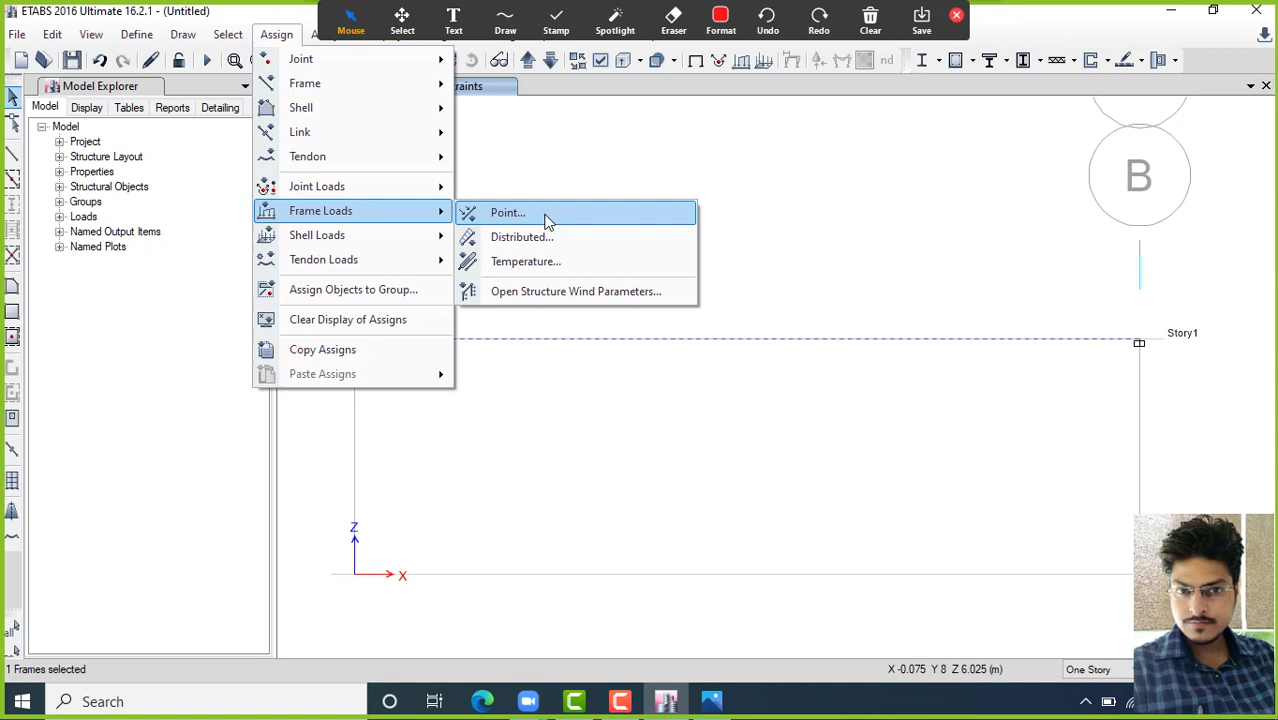 ETABS 2016 Ultimate 16.2.1 - (Untitled)
Mouse Select Text Draw Stamp Spotlight Eraser Format Undo Redo Clear Save
File Edit View Define Draw Select Assign
nd
Model Explorer
raints
Model Display Tables Reports Detailing
Model
Project
Structure Layout
Properties
Structural Objects
Groups
Loads
Named Output Items
Named Plots
Joint
Frame
Shell
Link
Tendon
Joint Loads
Frame Loads
Shell Loads
Tendon Loads
Assign Objects to Group...
Clear Display of Assigns
Copy Assigns
Paste Assigns
Point...
Distributed...
Temperature...
Open Structure Wind Parameters...
B
Story1
Z
X
all
1 Frames selected
X -0.075 Y 8 Z 6.025 (m)
One Story
Search